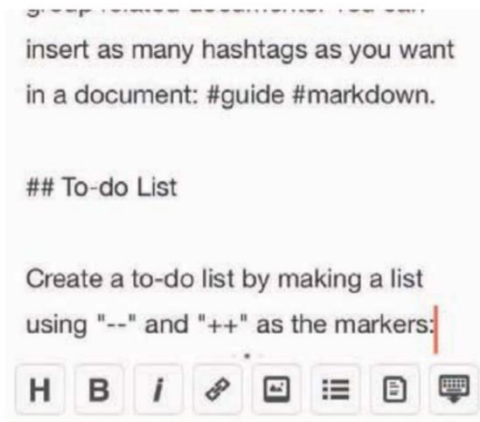 insert as many hashtags as you want
in a document: #guide #markdown.
## To-do List
Create a to-do list by making a list
using "--" and "++" as the markers:
H B i